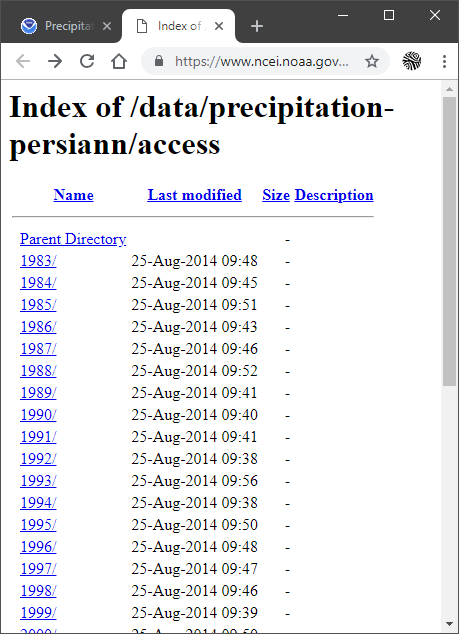 Precipitat
Index of
https://www.ncei.noaa.gov...
Index of /data/precipitation-
persiann/access
Name Last modified Size Description
Parent Directory -
1983/ 25-Aug-2014 09:48 -
1984/ 25-Aug-2014 09:45 -
1985/ 25-Aug-2014 09:51 -
1986/ 25-Aug-2014 09:43 -
1987/ 25-Aug-2014 09:46 -
1988/ 25-Aug-2014 09:52 -
1989/ 25-Aug-2014 09:41 -
1990/ 25-Aug-2014 09:40 -
1991/ 25-Aug-2014 09:41 -
1992/ 25-Aug-2014 09:38 -
1993/ 25-Aug-2014 09:56 -
1994/ 25-Aug-2014 09:38 -
1995/ 25-Aug-2014 09:50 -
1996/ 25-Aug-2014 09:48 -
1997/ 25-Aug-2014 09:47 -
1998/ 25-Aug-2014 09:46 -
1999/ 25-Aug-2014 09:39 -